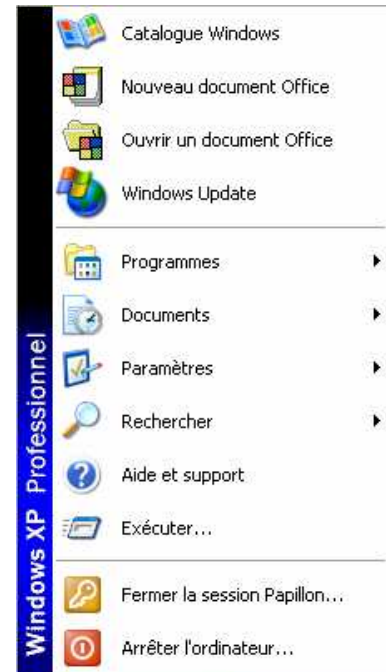 Catalogue Windows
Nouveau document Office
Ouvrir un document Office
Windows Update
Programmes
Documents
Paramètres
Rechercher
Aide et support
Exécuter...
Fermer la session Papillon...
Arrêter l'ordinateur...
Windows XP Professionnel